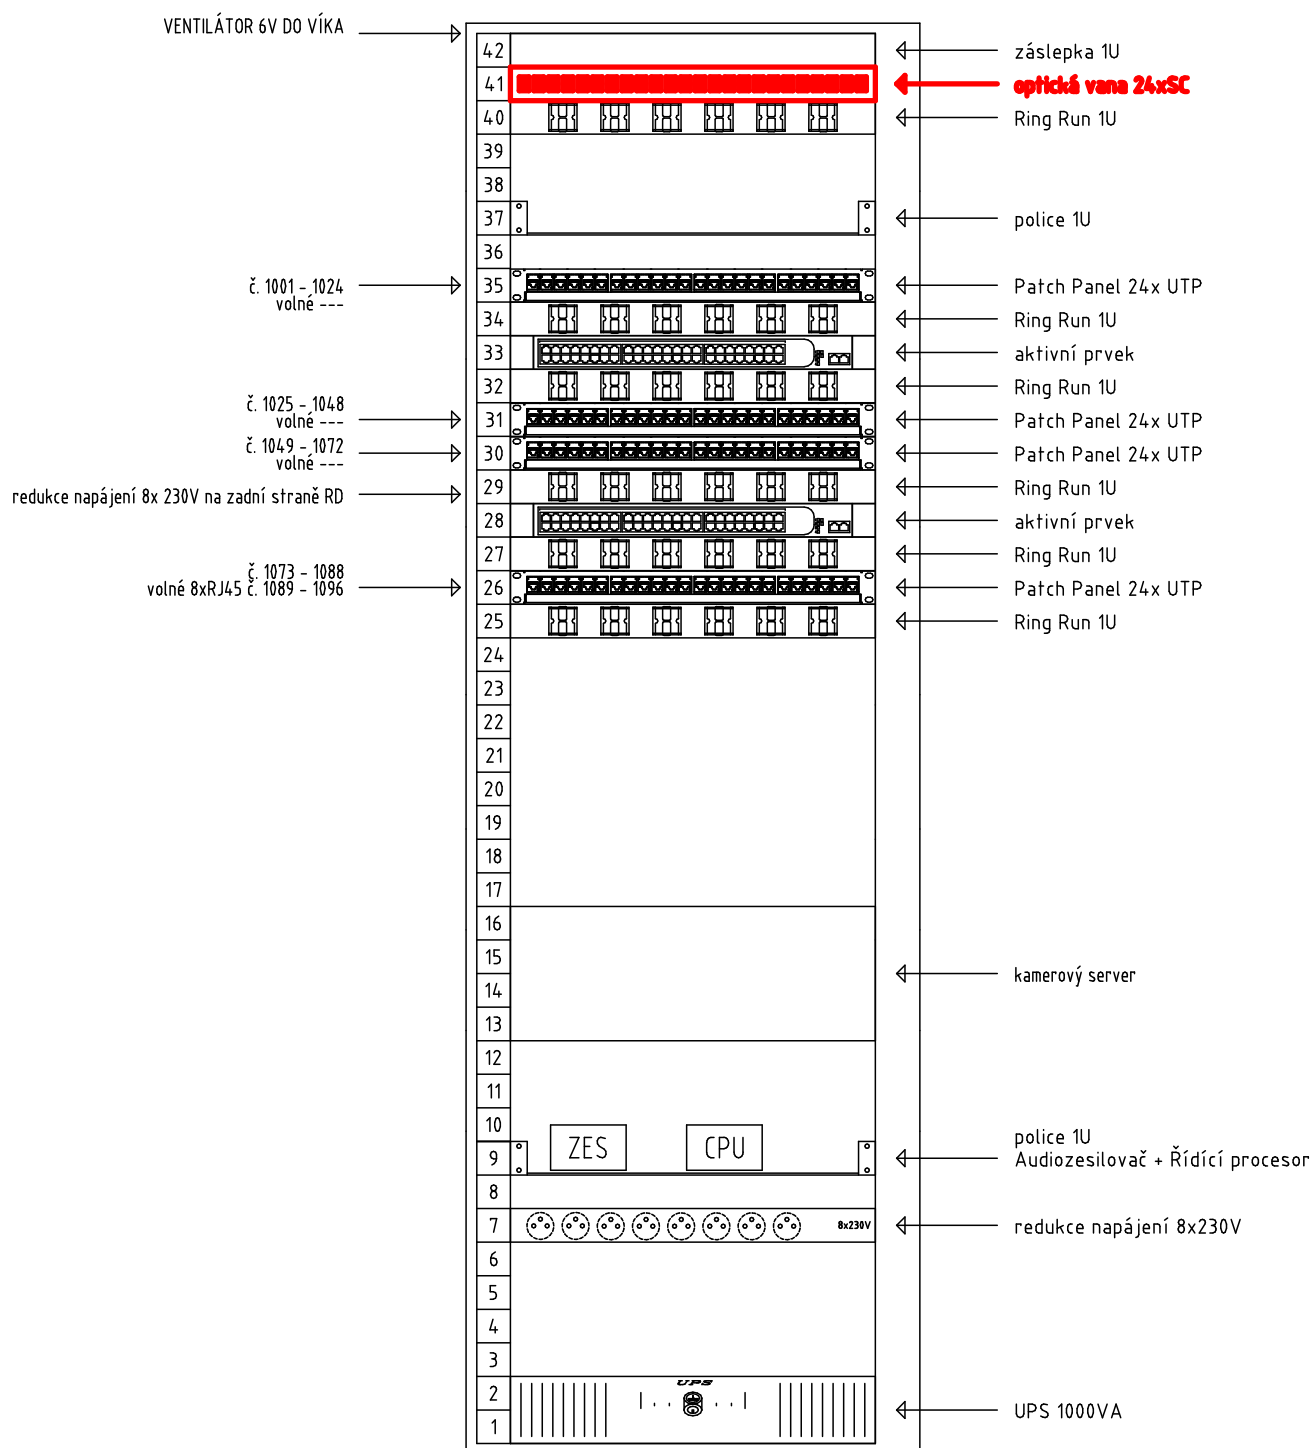 VENTILÁTOR 6V DO VÍKA
42
záslepka 1U
41
optická vana 24xSC
40
Ring Run 1U
39
38
37
police 1U
36
č. 1001 - 1024
volné ---
35
Patch Panel 24x UTP
34
Ring Run 1U
33
aktivní prvek
32
Ring Run 1U
č. 1025 - 1048
volné ---
31
Patch Panel 24x UTP
č. 1049 - 1072
volné ---
30
Patch Panel 24x UTP
redukce napájení 8x 230V na zadní straně RD
29
Ring Run 1U
28
aktivní prvek
27
Ring Run 1U
č. 1073 - 1088
volné 8xRJ45 č. 1089 - 1096
26
Patch Panel 24x UTP
25
Ring Run 1U
24
23
22
21
20
19
18
17
16
15
14
13
kamerový server
12
11
10
9
ZES
CPU
police 1U
Audiozesilovač + Řídící procesor
8
7
8x230V
redukce napájení 8x230V
6
5
4
3
2
1
UPS
UPS 1000VA